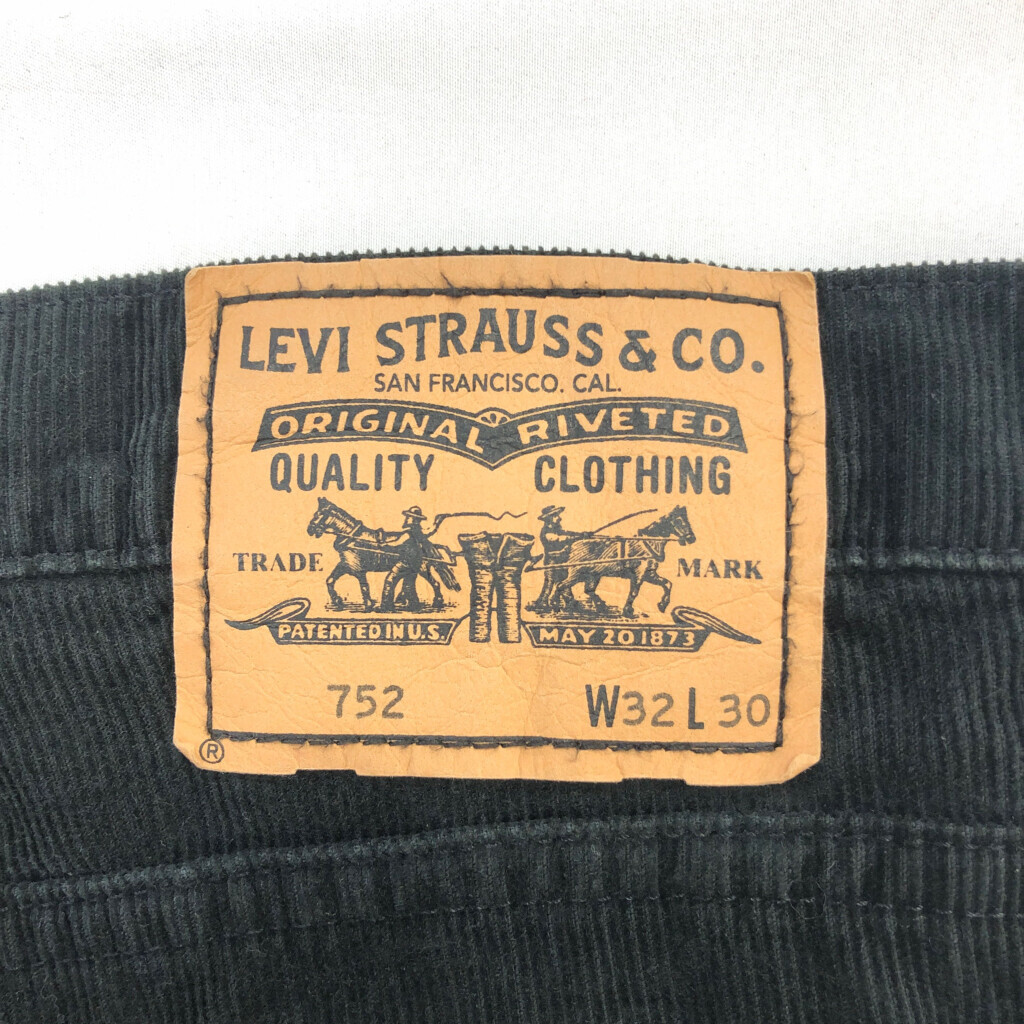 LEVI STRAUSS & CO.
SAN FRANCISCO. CAL.
ORIGINAL RIVETED
QUALITY CLOTHING
TRADE MARK
PATENTED IN U.S. MAY 20 1873
752 W32 L 30
®